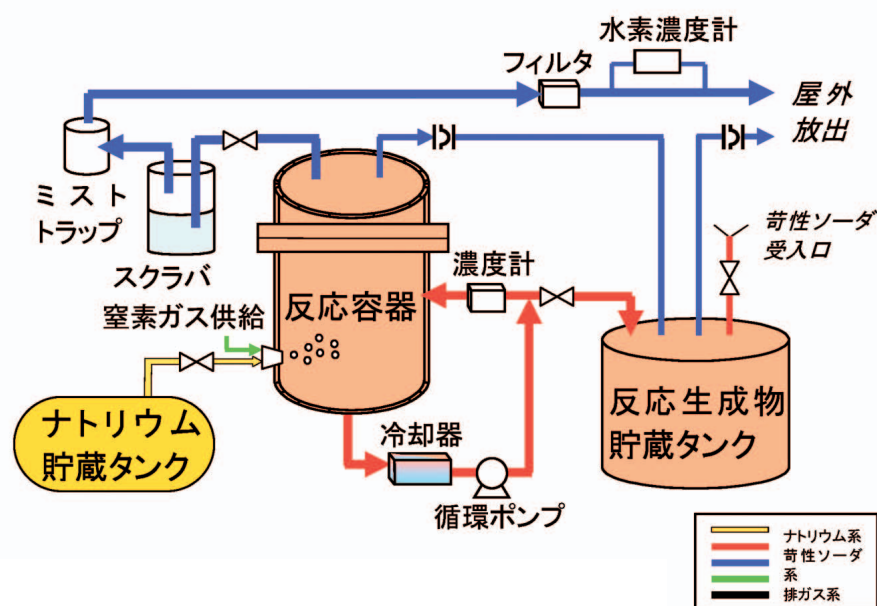 水素濃度計
フィルタ
屋外
放出
ミスト
トラップ
スクラバ
苛性ソーダ
受入口
濃度計
反応容器
窒素ガス供給
ナトリウム
貯蔵タンク
冷却器
循環ポンプ
反応生成物
貯蔵タンク
ナトリウム系
苛性ソーダ
系
排ガス系